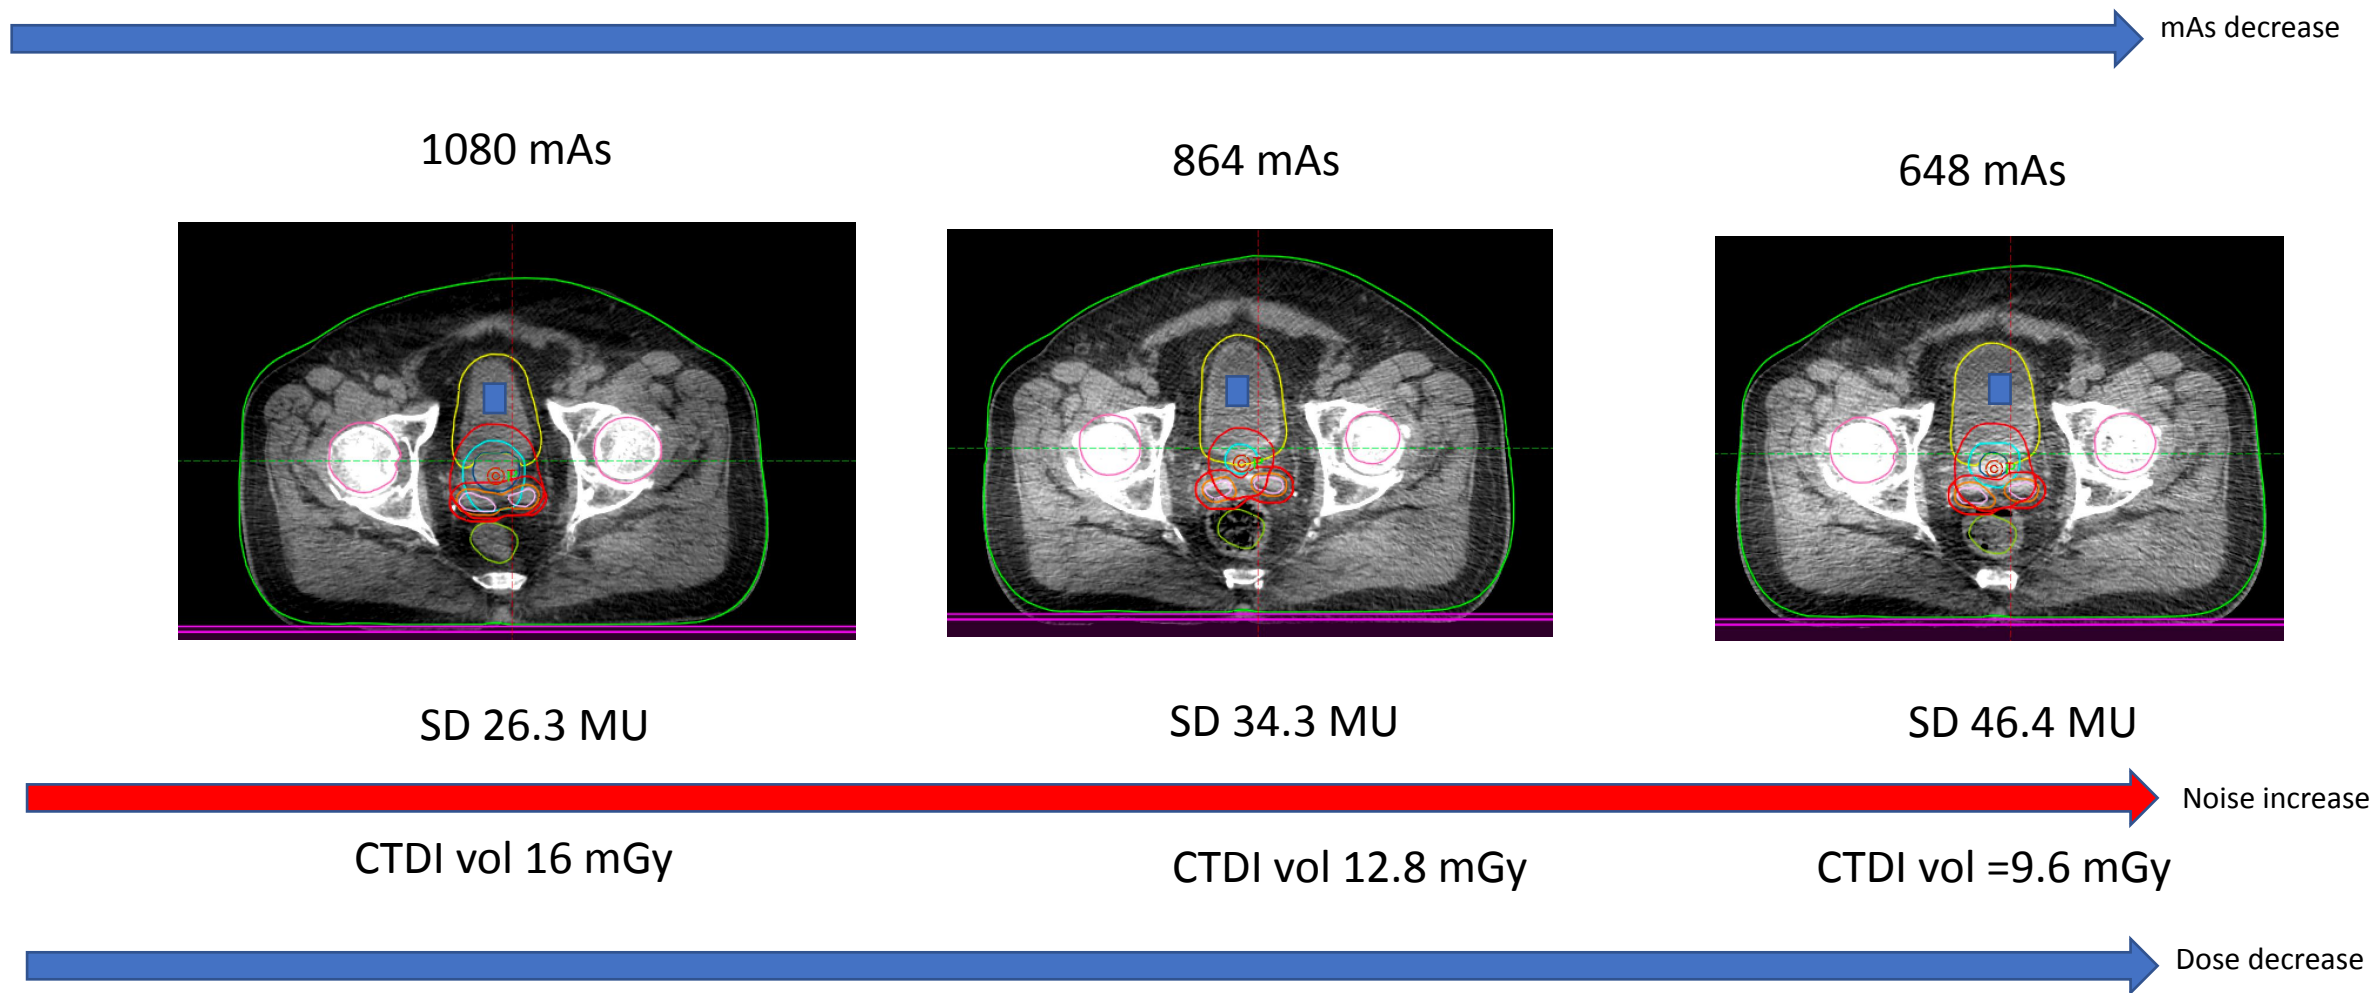 mAs decrease
1080 mAs
864 mAs
648 mAs
SD 26.3 MU
SD 34.3 MU
SD 46.4 MU
Noise increase
CTDI vol 16 mGy
CTDI vol 12.8 mGy
CTDI vol =9.6 mGy
Dose decrease